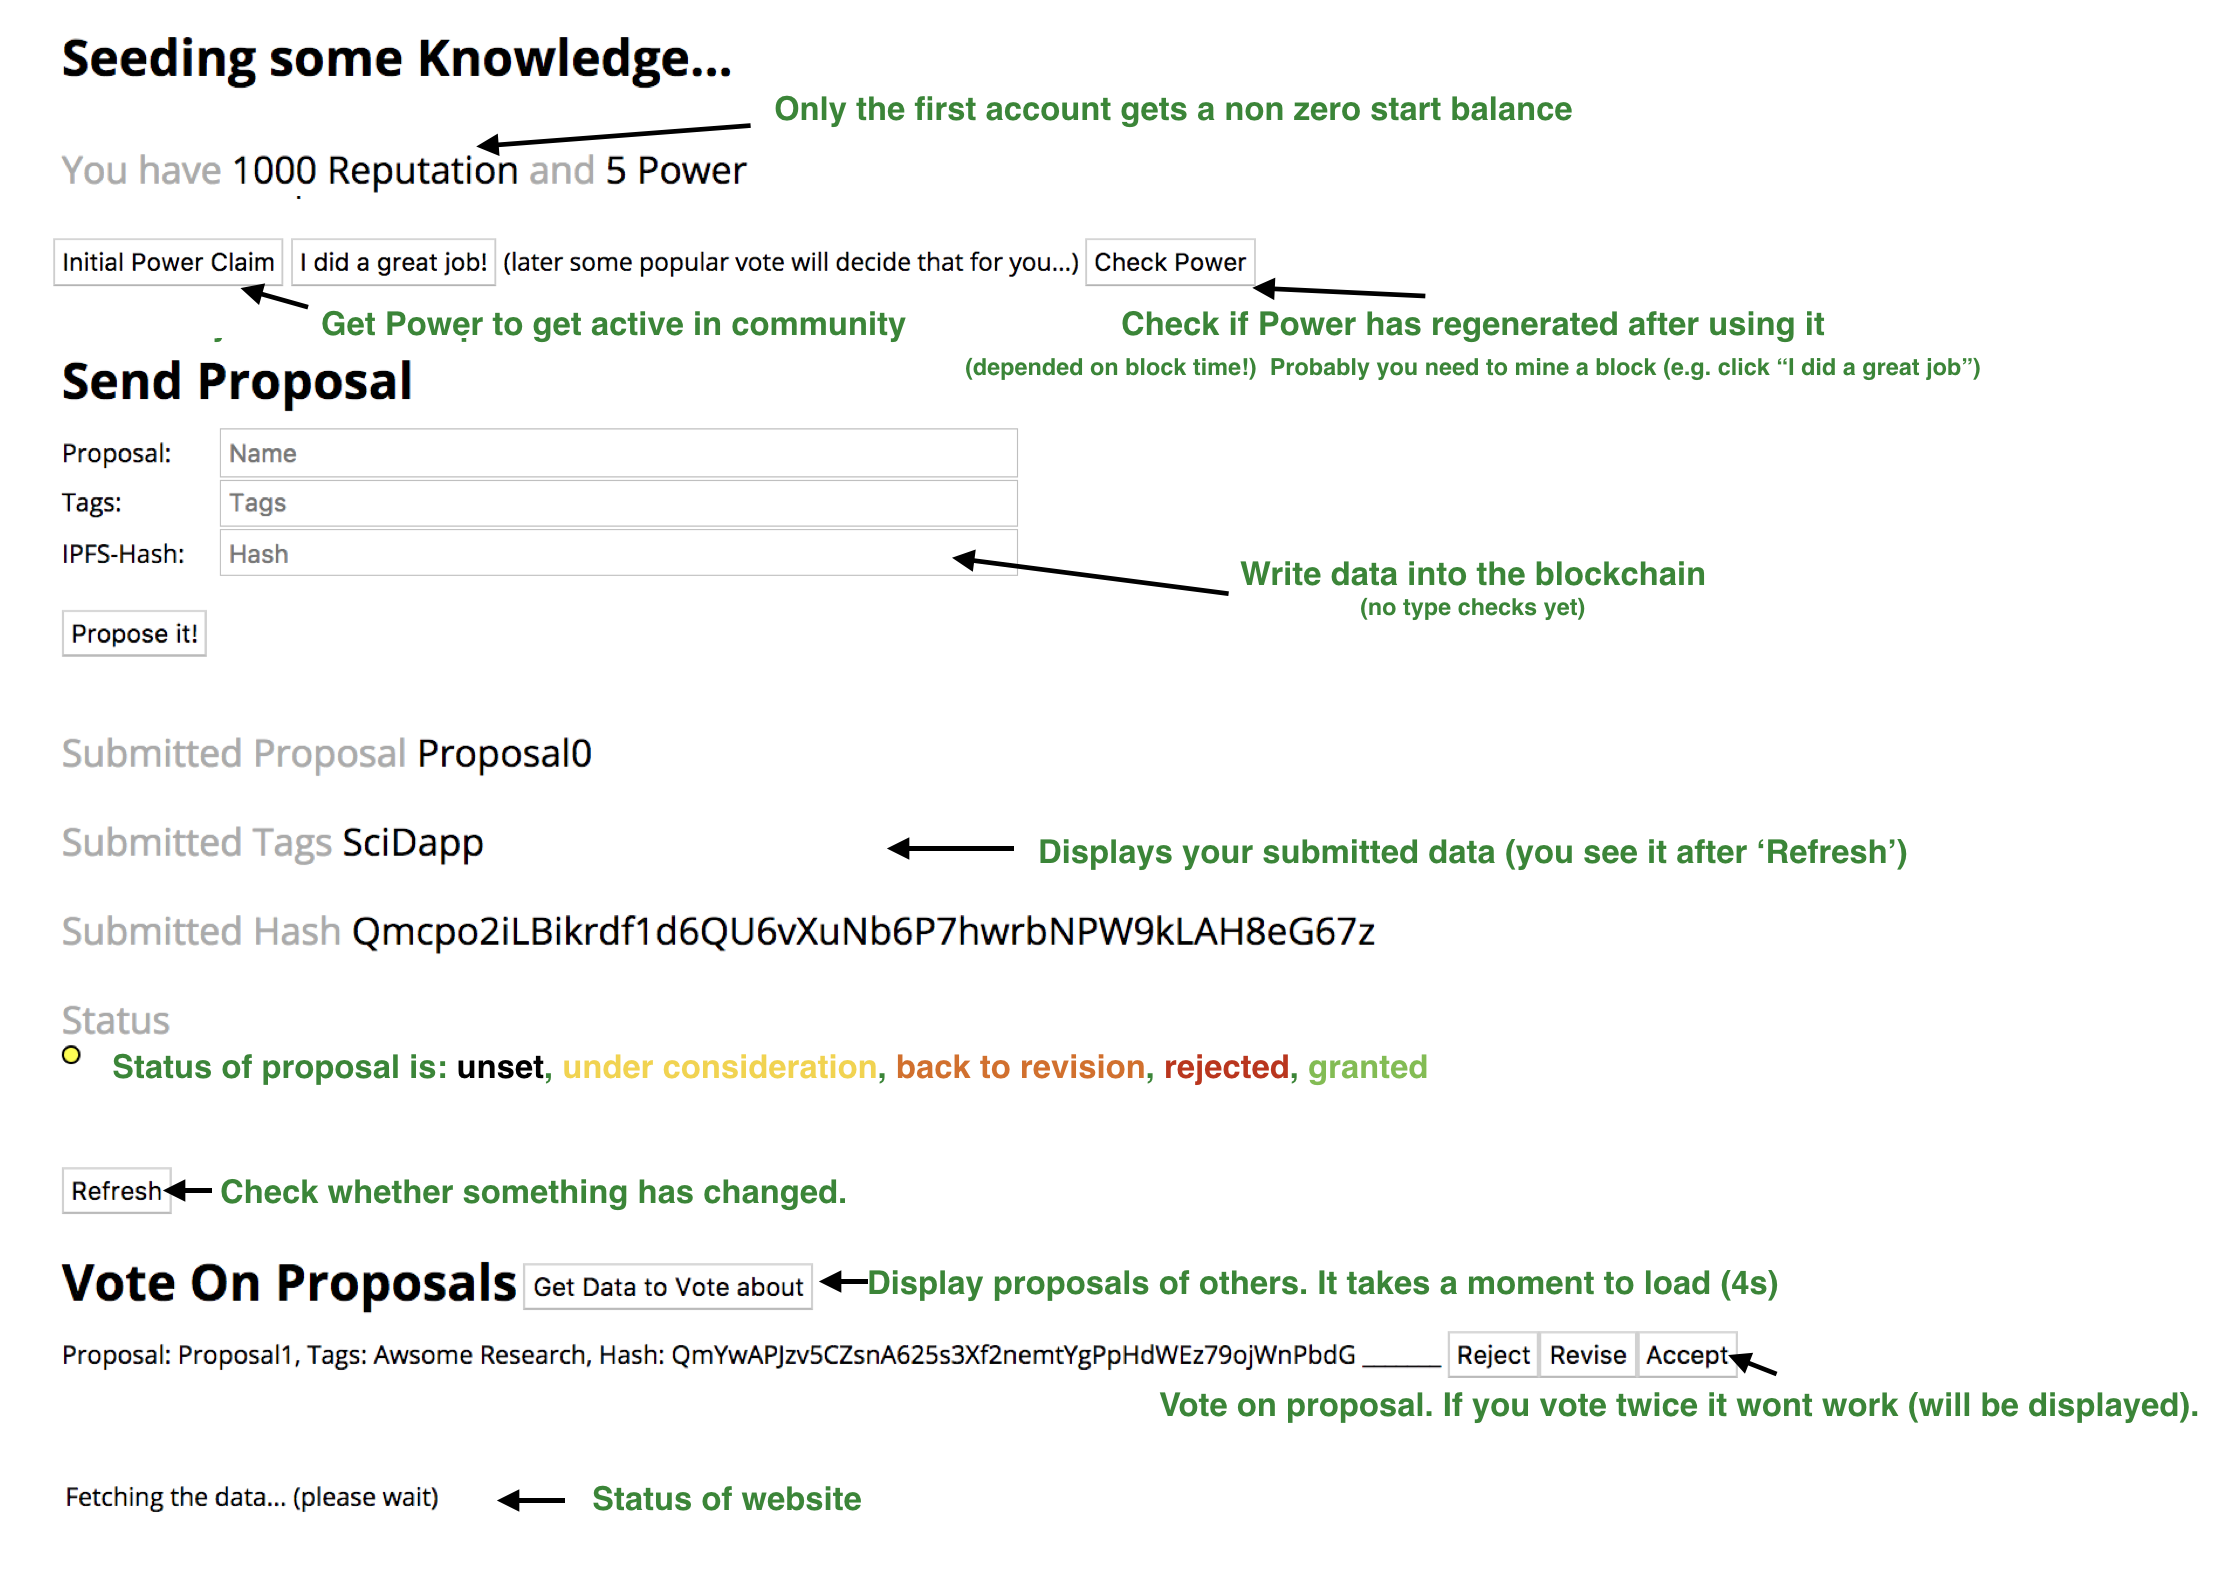 Seeding some Knowledge...
Only the first account gets a non zero start balance
You have 1000 Reputation and 5 Power
Initial Power Claim I did a great job! (later some popular vote will decide that for you...) Check Power
Get Power to get active in community Check if Power has regenerated after using it
(depended on block time!) Probably you need to mine a block (e.g. click “I did a great job”)
Send Proposal
Proposal: Name
Tags: Tags
IPFS-Hash: Hash
Write data into the blockchain
(no type checks yet)
Propose it!
Submitted Proposal Proposal0
Submitted Tags SciDapp
Displays your submitted data (you see it after ‘Refresh’)
Submitted Hash Qmcpo2iLBikrdf1d6QU6vXuNb6P7hwrbNPW9kLAH8eG67z
Status
Status of proposal is: unset, under consideration, back to revision, rejected, granted
Refresh Check whether something has changed.
Vote On Proposals Get Data to Vote about Display proposals of others. It takes a moment to load (4s)
Proposal: Proposal1, Tags: Awsome Research, Hash: QmYwAPJzv5CZsnA625s3Xf2nemtYgPpHdWEz79ojWnPbdG _______ Reject Revise Accept
Vote on proposal. If you vote twice it wont work (will be displayed).
Fetching the data... (please wait) Status of website